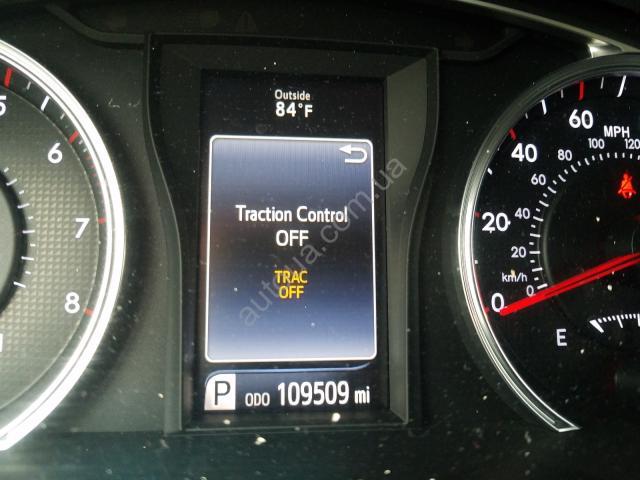 Outside
84°F
Traction Control
OFF
TRAC
OFF
P
ODO 109509 mi
5
6
7
8
60
MPH
40
20
0
120
100
80
60
40
20
0
km/h
E
autoua.com.ua